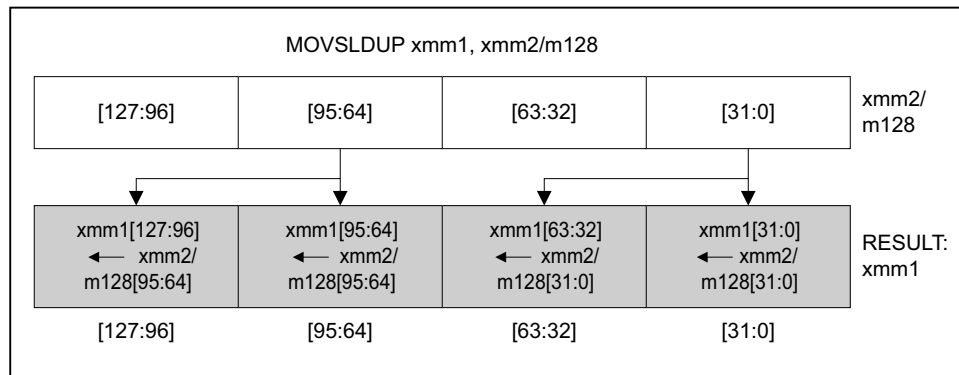 MOVSLDUP xmm1, xmm2/m128
[127:96] [95:64] [63:32] [31:0] xmm2/
m128
xmm1[127:96] xmm1[95:64] xmm1[63:32] xmm1[31:0] RESULT:
← xmm2/ ← xmm2/ ← xmm2/ ← xmm2/ xmm1
m128[95:64] m128[95:64] m128[31:0] m128[31:0]
[127:96] [95:64] [63:32] [31:0]